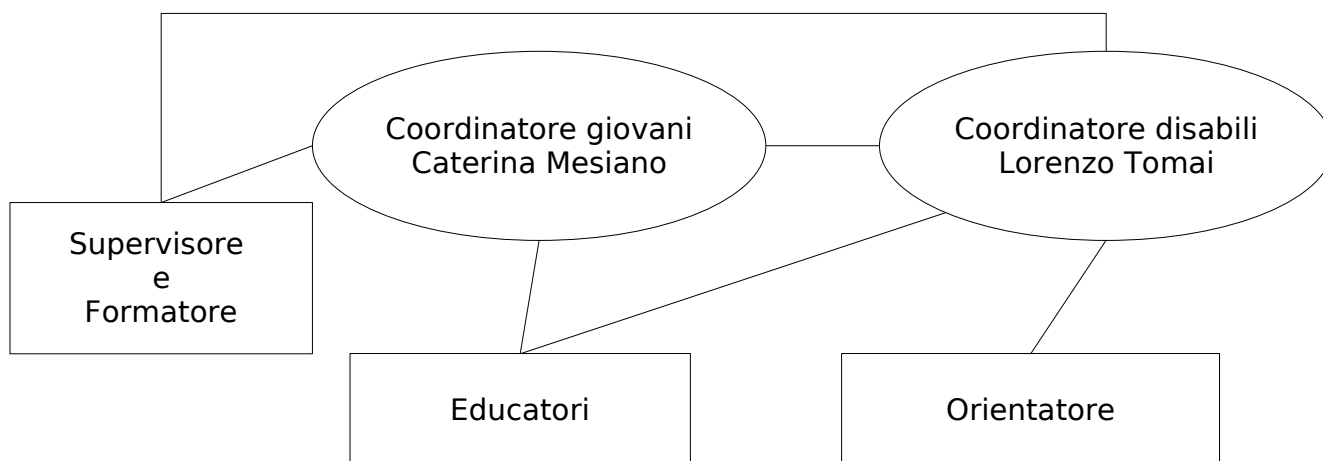 Coordinatore giovani
Caterina Mesiano
Coordinatore disabili
Lorenzo Tomai
Supervisore
e
Formatore
Educatori
Orientatore